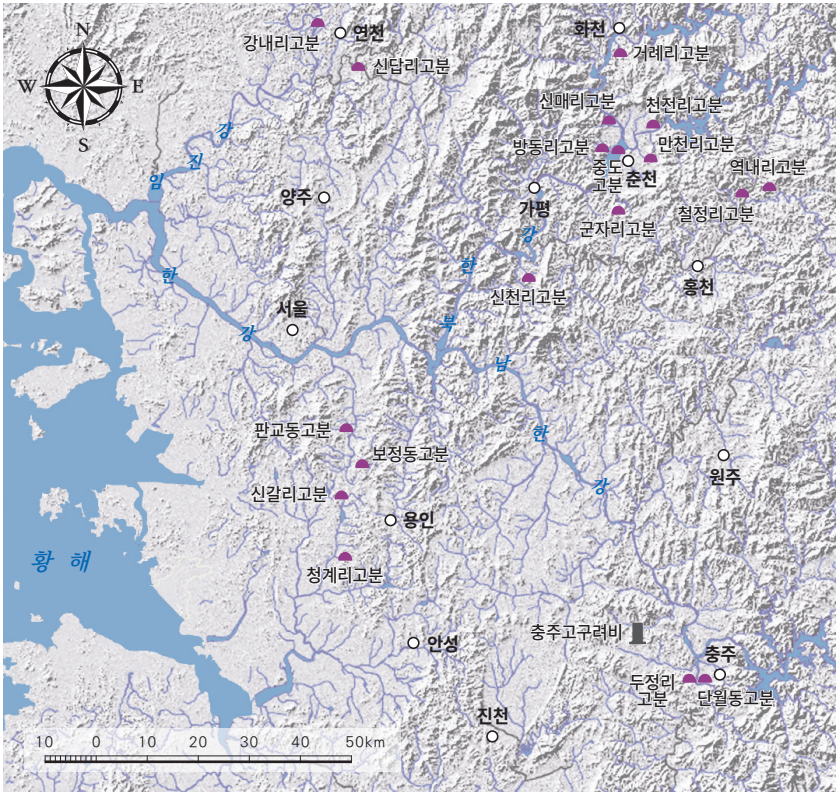 강내리고분
연천
신답리고분
화천
거례리고분
N
W
E
S
신매리고분
천전리고분
방동리고분
중도
고분
만천리고분
춘천
역내리고분
철정리고분
임
진
강
양주
가평
군자리고분
홍천
신천리고분
북
한
강
한
강
서울
남
한
강
판교동고분
보정동고분
신갈리고분
용인
원주
청계리고분
황 해
안성
충주고구려비
충주
두정리
고분
단월동고분
진천
10 0 10 20 30 40 50km